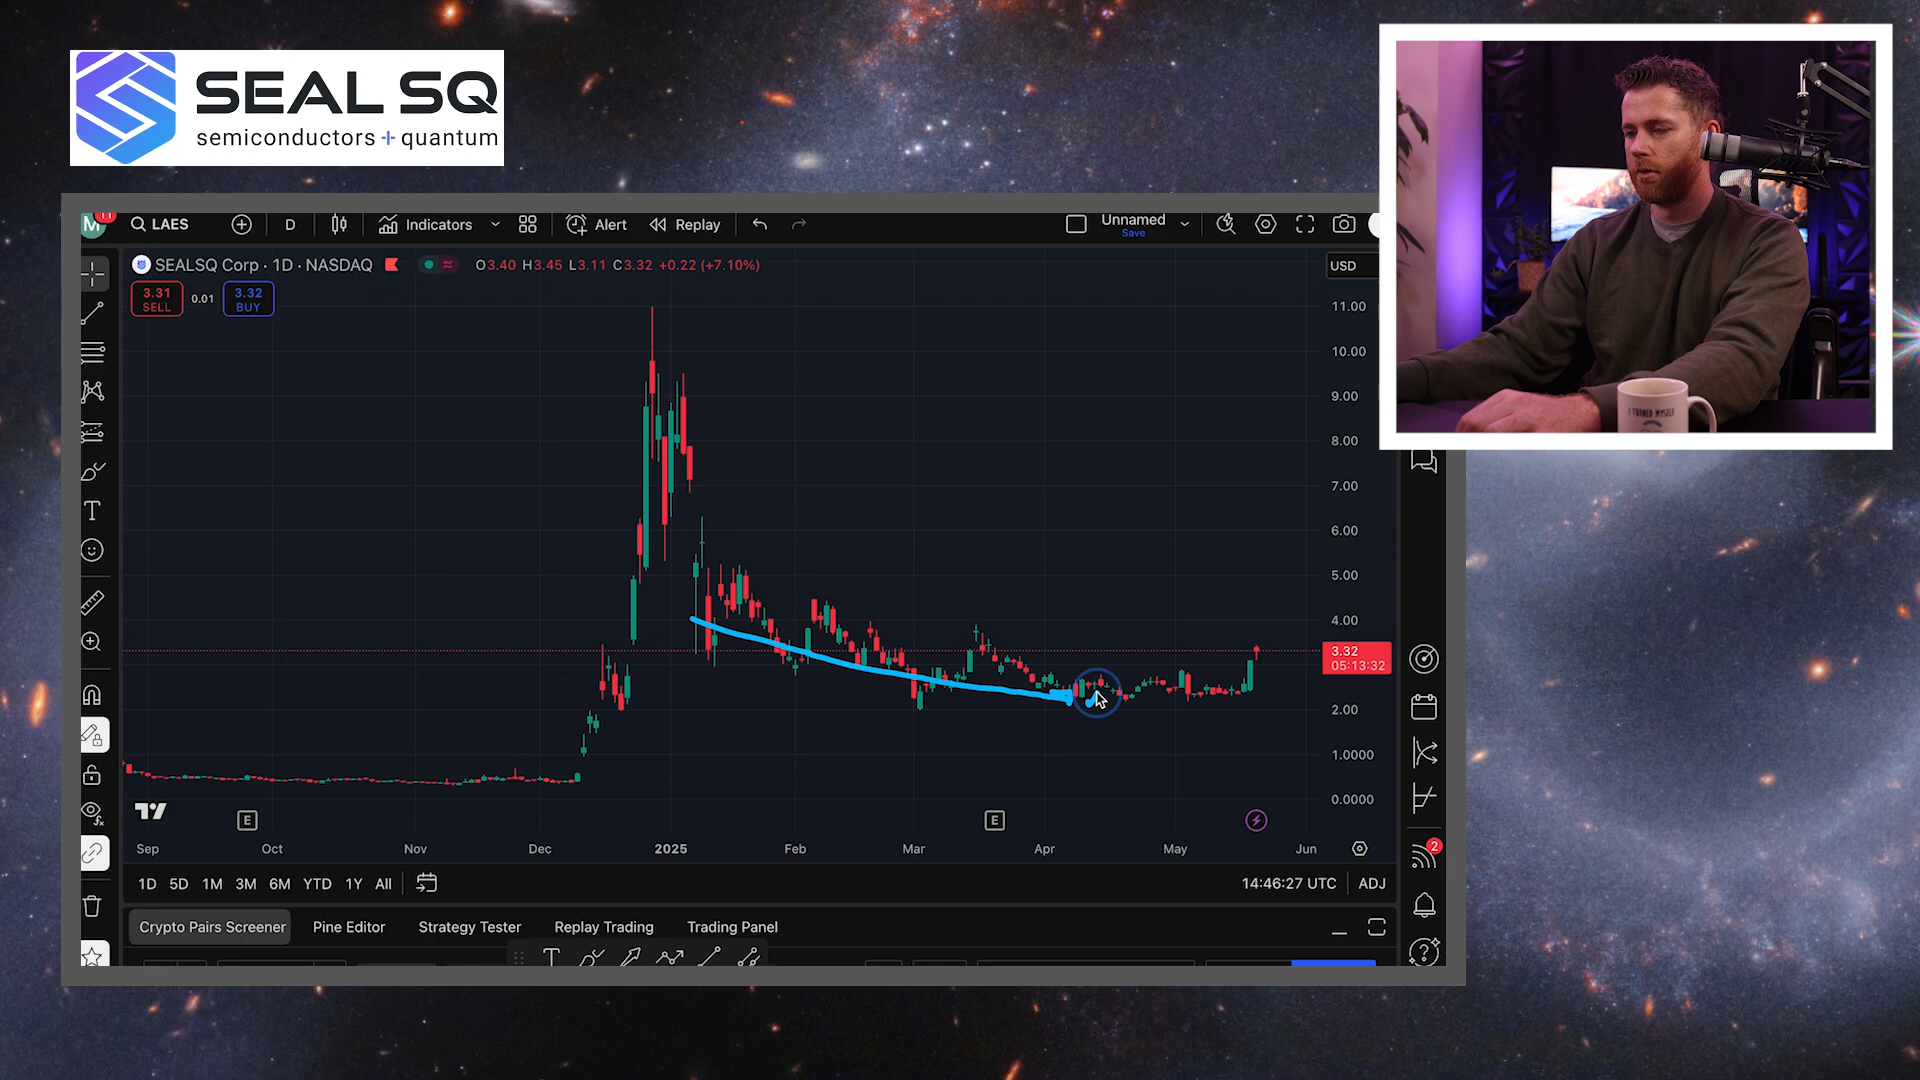 SEAL SQ
semiconductors + quantum
M 11 LAES D Indicators Alert Replay Unnamed
Save
SEALSQ Corp · 1D · NASDAQ O3.40 H3.45 L3.11 C3.32 +0.22 (+7.10%) USD
3.31 0.01 3.32
SELL BUY
11.00
10.00
9.00
8.00
7.00
6.00
5.00
4.00
3.32
05:13:32
2.00
1.0000
0.0000
E E
Sep Oct Nov Dec 2025 Feb Mar Apr May Jun
1D 5D 1M 3M 6M YTD 1Y All 14:46:27 UTC ADJ
Crypto Pairs Screener Pine Editor Strategy Tester Replay Trading Trading Panel
2
I TURNED MYSELF